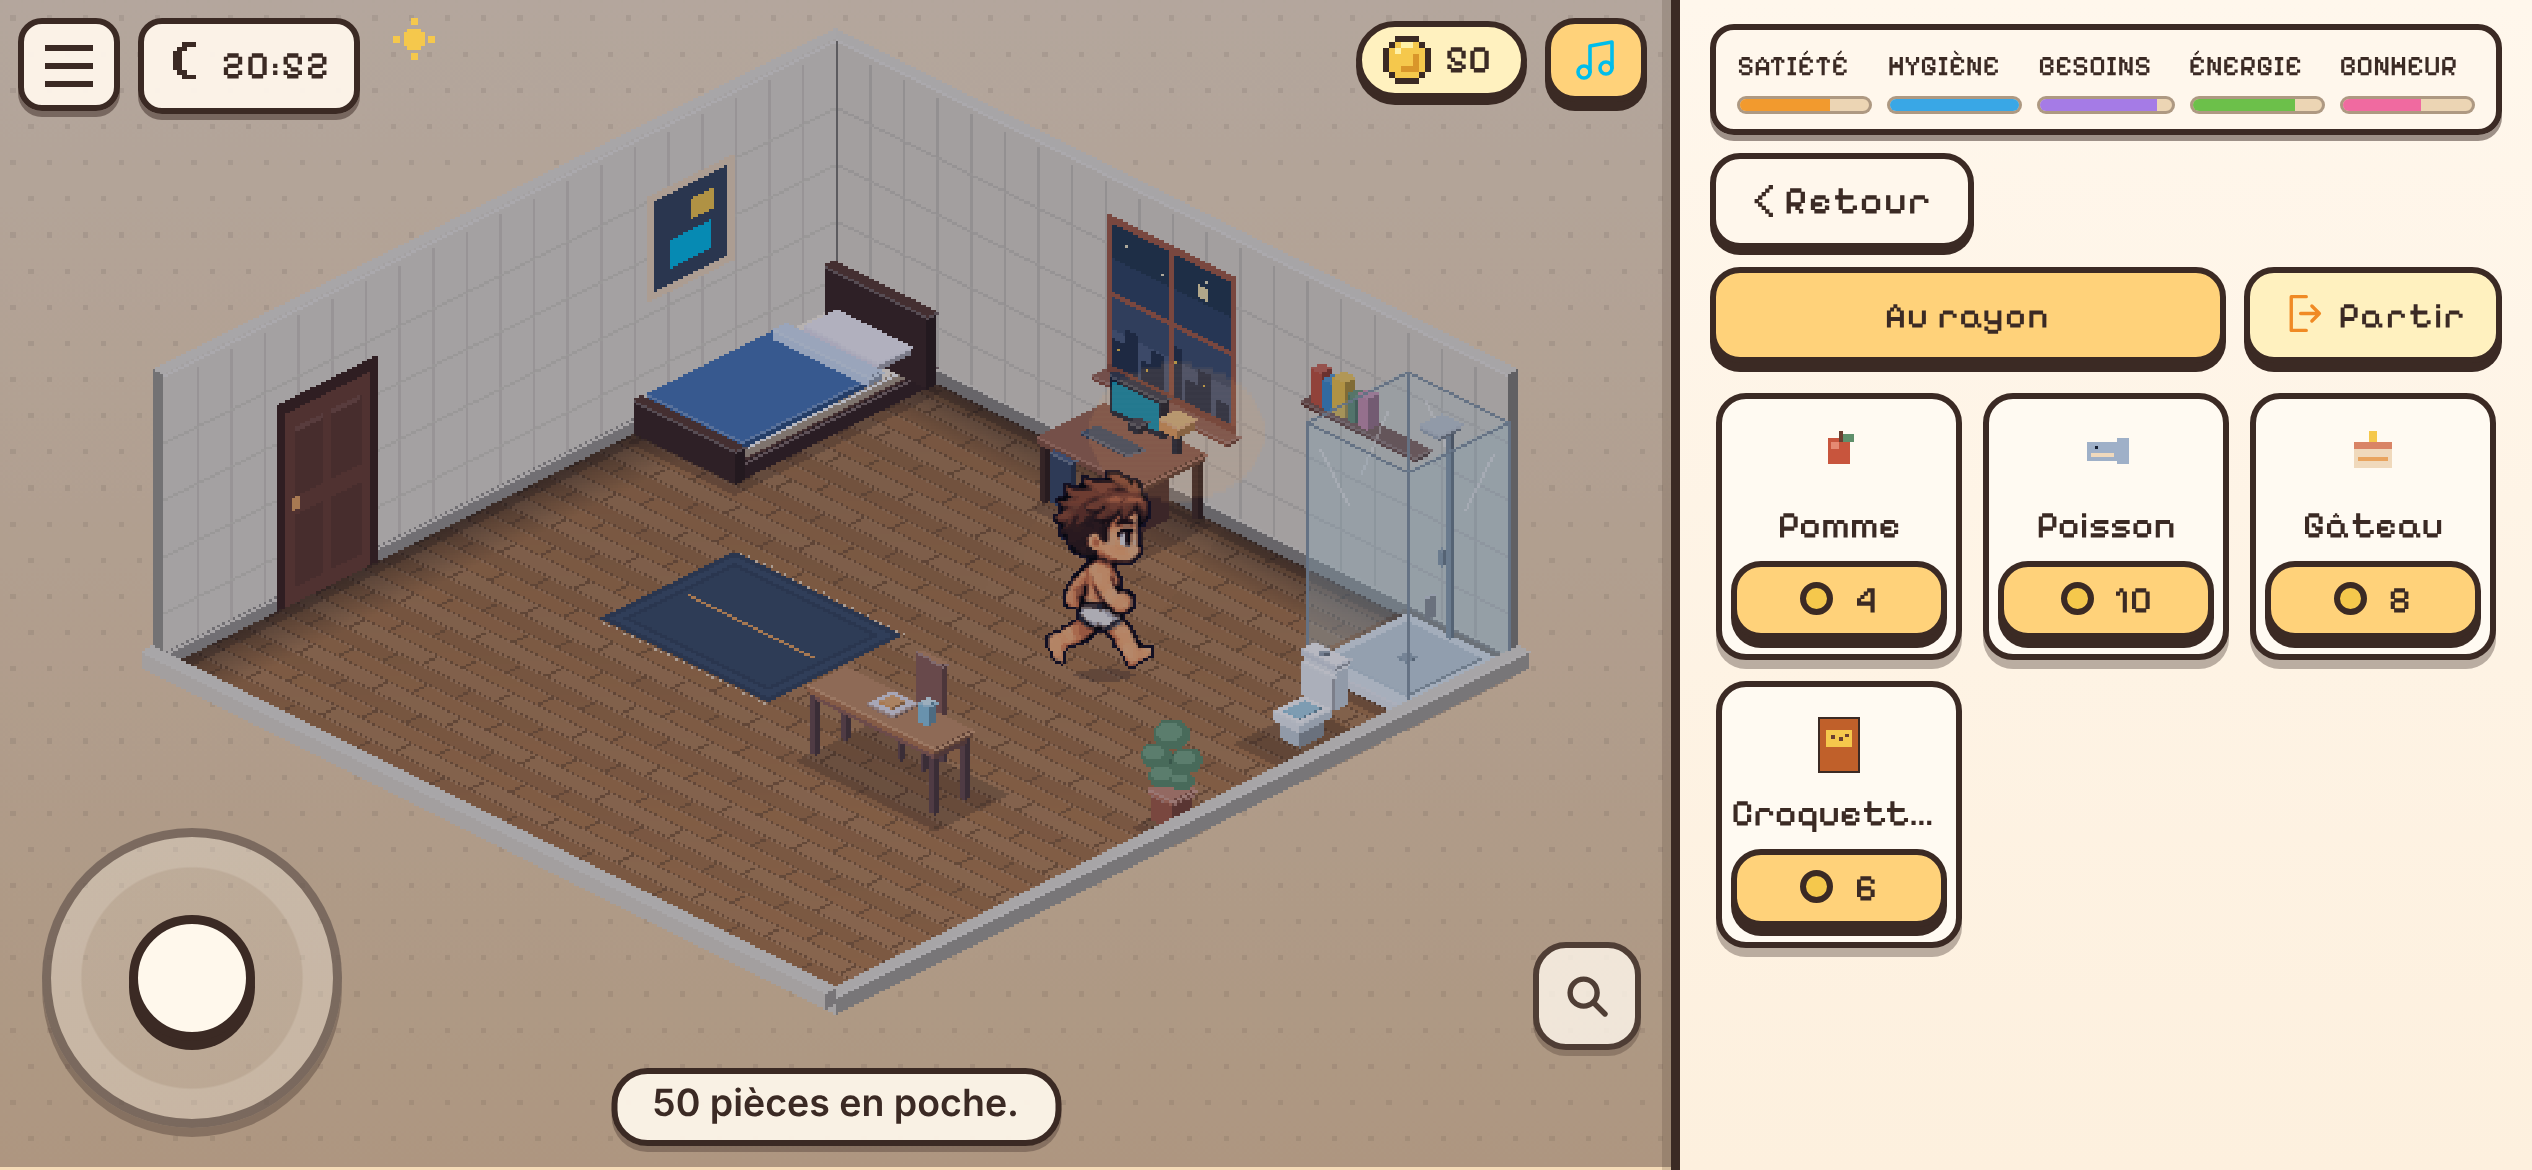 20:52
50
SATIÉTÉ HYGIÈNE BESOINS ÉNERGIE BONHEUR
Retour
Au rayon
Partir
Pomme
4
Poisson
10
Gâteau
8
Croquett...
6
50 pièces en poche.